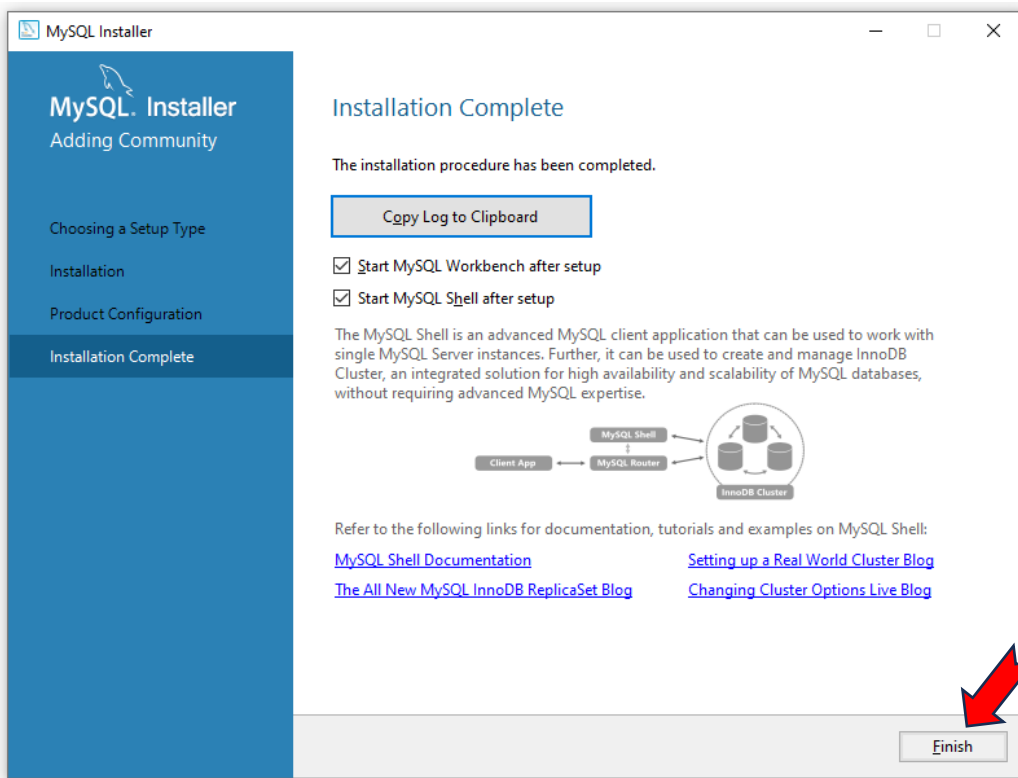 MySQL Installer
MySQL. Installer
Adding Community
Choosing a Setup Type
Installation
Product Configuration
Installation Complete
Installation Complete
The installation procedure has been completed.
Copy Log to Clipboard
Start MySQL Workbench after setup
Start MySQL Shell after setup
The MySQL Shell is an advanced MySQL client application that can be used to work with
single MySQL Server instances. Further, it can be used to create and manage InnoDB
Cluster, an integrated solution for high availability and scalability of MySQL databases,
without requiring advanced MySQL expertise.
MySQL Shell
Client App
MySQL Router
InnoDB Cluster
Refer to the following links for documentation, tutorials and examples on MySQL Shell:
MySQL Shell Documentation
Setting up a Real World Cluster Blog
The All New MySQL InnoDB ReplicaSet Blog
Changing Cluster Options Live Blog
Finish